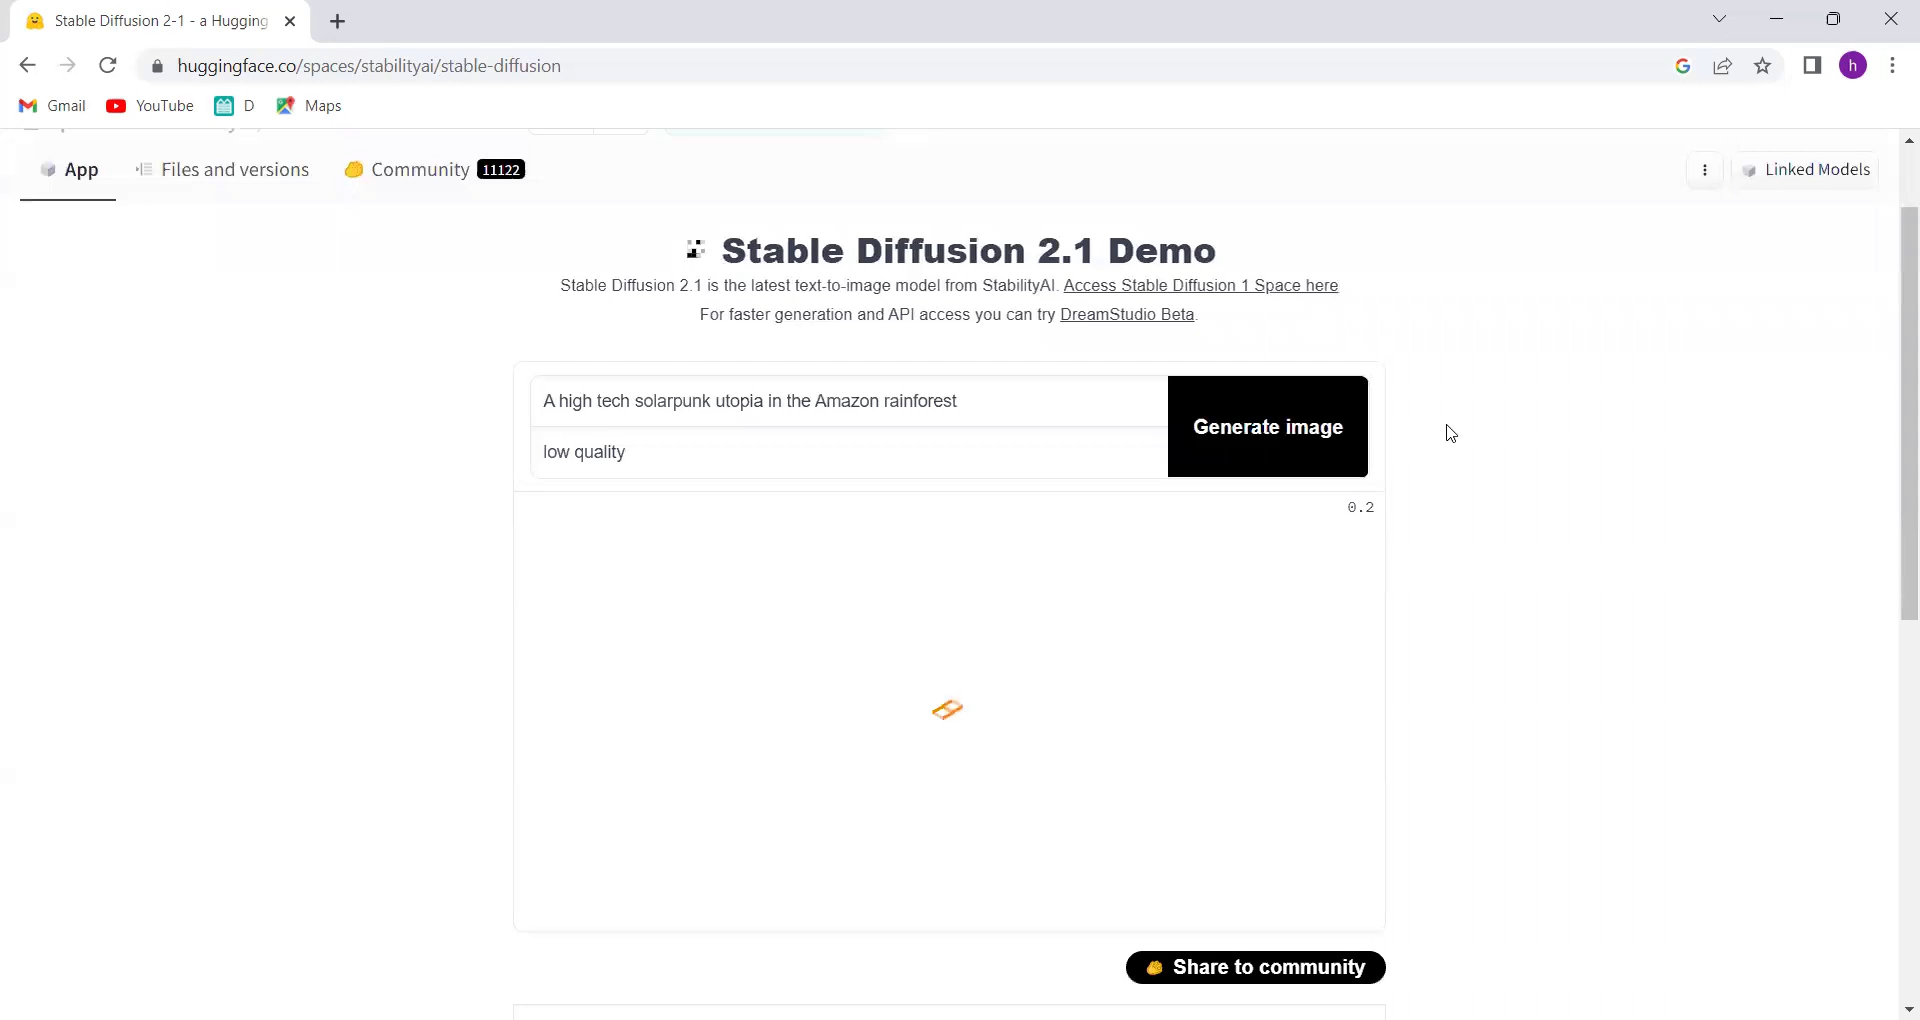 Stable Diffusion 2-1 - a Hugging
huggingface.co/spaces/stabilityai/stable-diffusion
h
Gmail YouTube D Maps
App Files and versions Community 11122 Linked Models
Stable Diffusion 2.1 Demo
Stable Diffusion 2.1 is the latest text-to-image model from StabilityAI. Access Stable Diffusion 1 Space here
For faster generation and API access you can try DreamStudio Beta.
A high tech solarpunk utopia in the Amazon rainforest
Generate image
low quality
0.2
Share to community